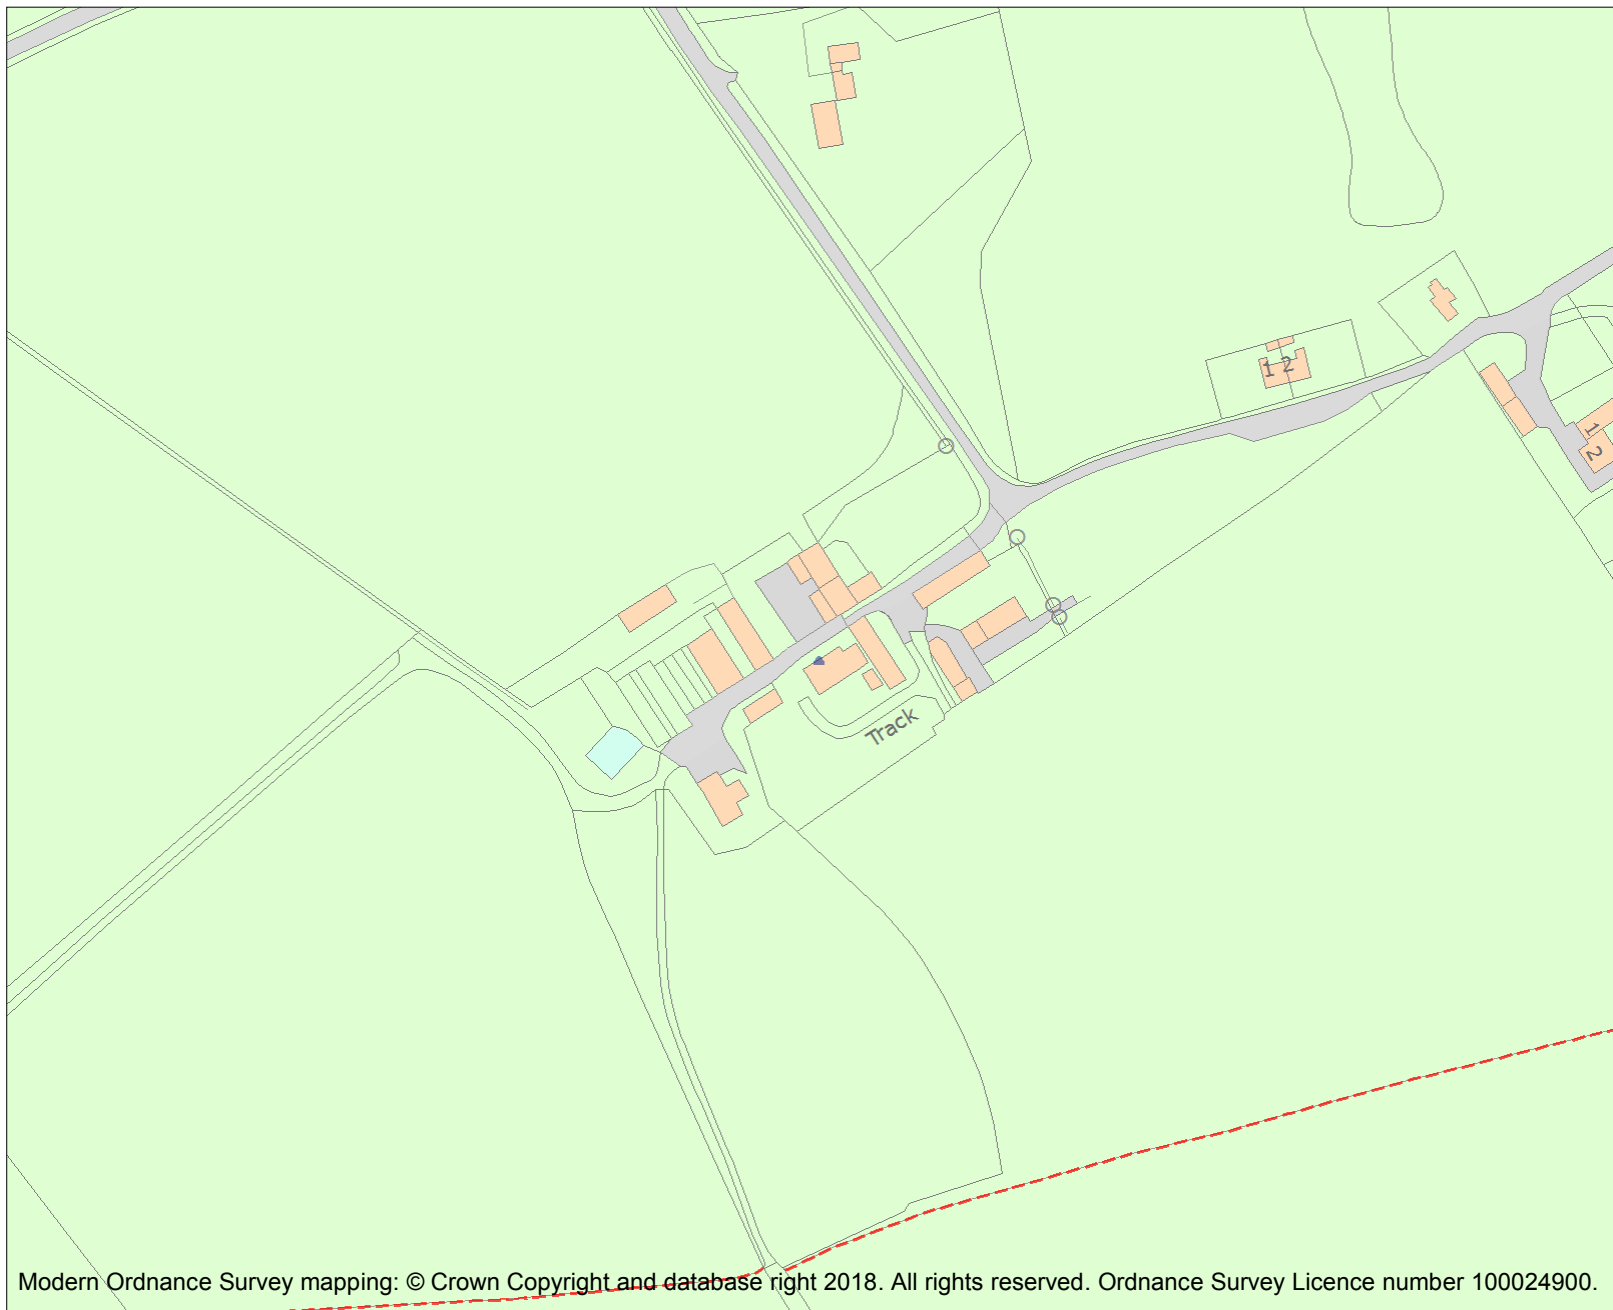 1 2
1
2
Track
Modern Ordnance Survey mapping: © Crown Copyright and database right 2018. All rights reserved. Ordnance Survey Licence number 100024900.